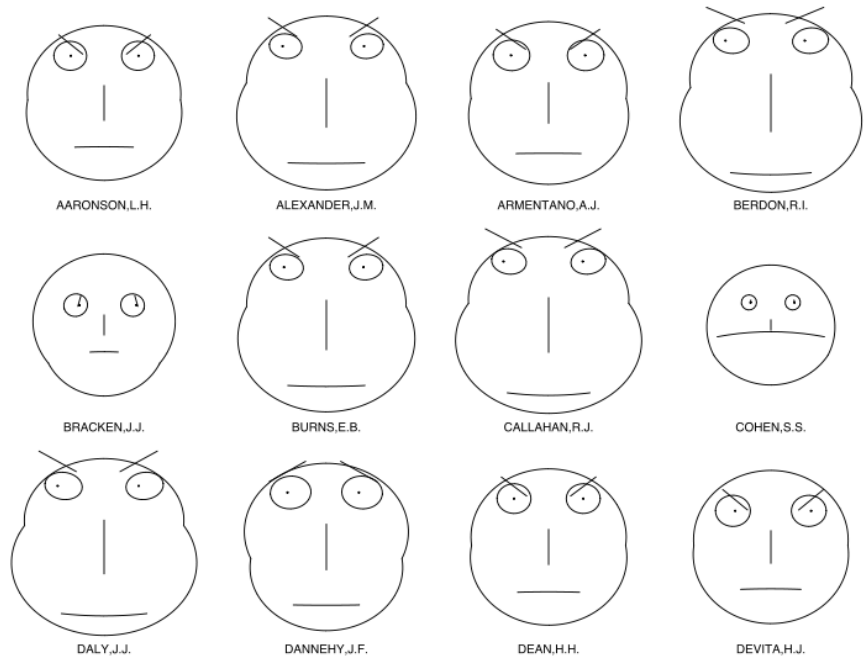 AARONSON,L.H.
ALEXANDER,J.M.
ARMENTANO,A.J.
BERDON,R.I.
BRACKEN,J.J.
BURNS,E.B.
CALLAHAN,R.J.
COHEN,S.S.
DALY,J.J.
DANNEHY,J.F.
DEAN,H.H.
DEVITA,H.J.